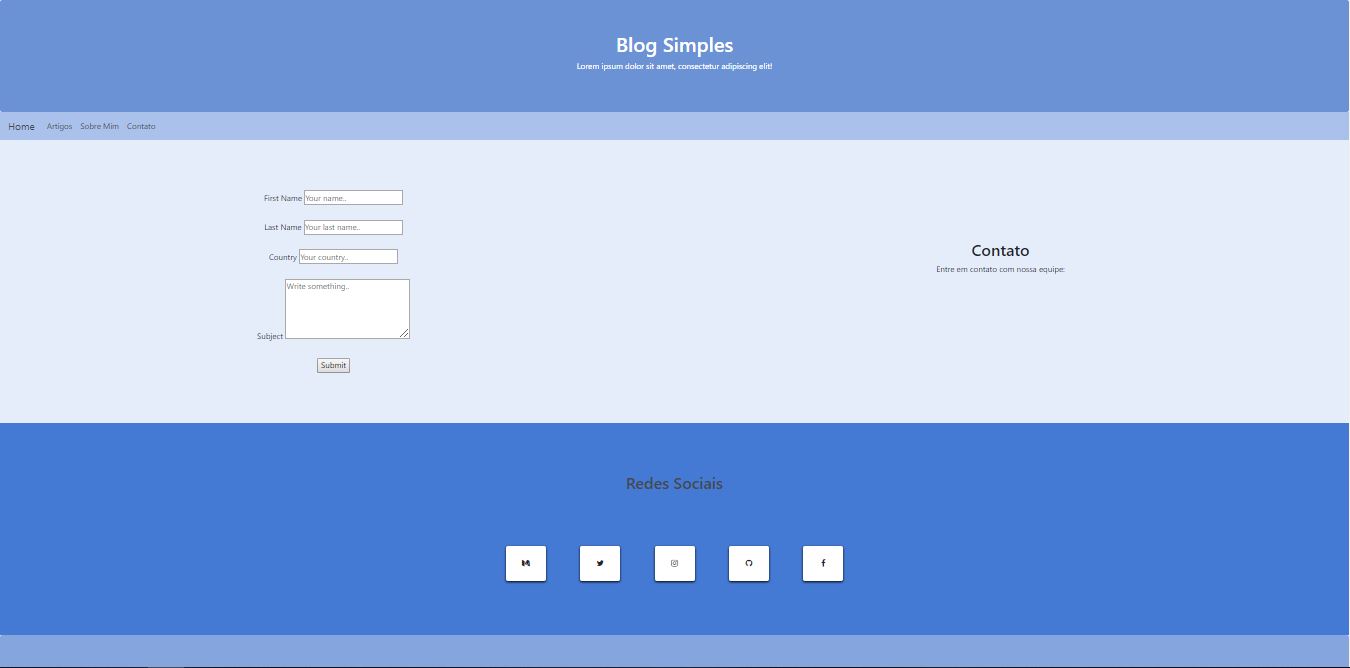 Blog Simples
Lorem ipsum dolor sit amet, consectetur adipiscing elit!
Home Artigos Sobre Mim Contato
First Name Your name..
Last Name Your last name..
Country Your country..
Subject Write something..
Submit
Contato
Entre em contato com nossa equipe:
Redes Sociais